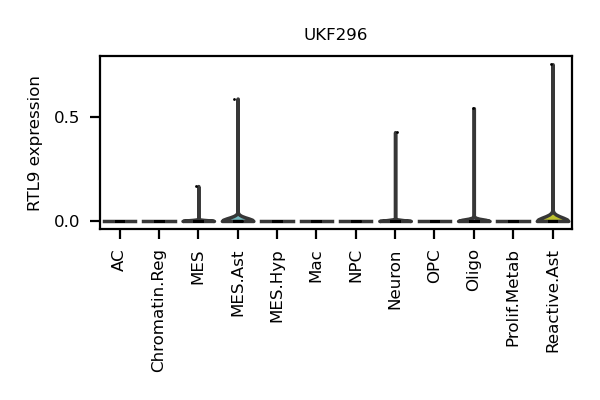 UKF296
RTL9 expression
0.5
0.0
AC
Chromatin.Reg
MES
MES.Ast
MES.Hyp
Mac
NPC
Neuron
OPC
Oligo
Prolif.Metab
Reactive.Ast